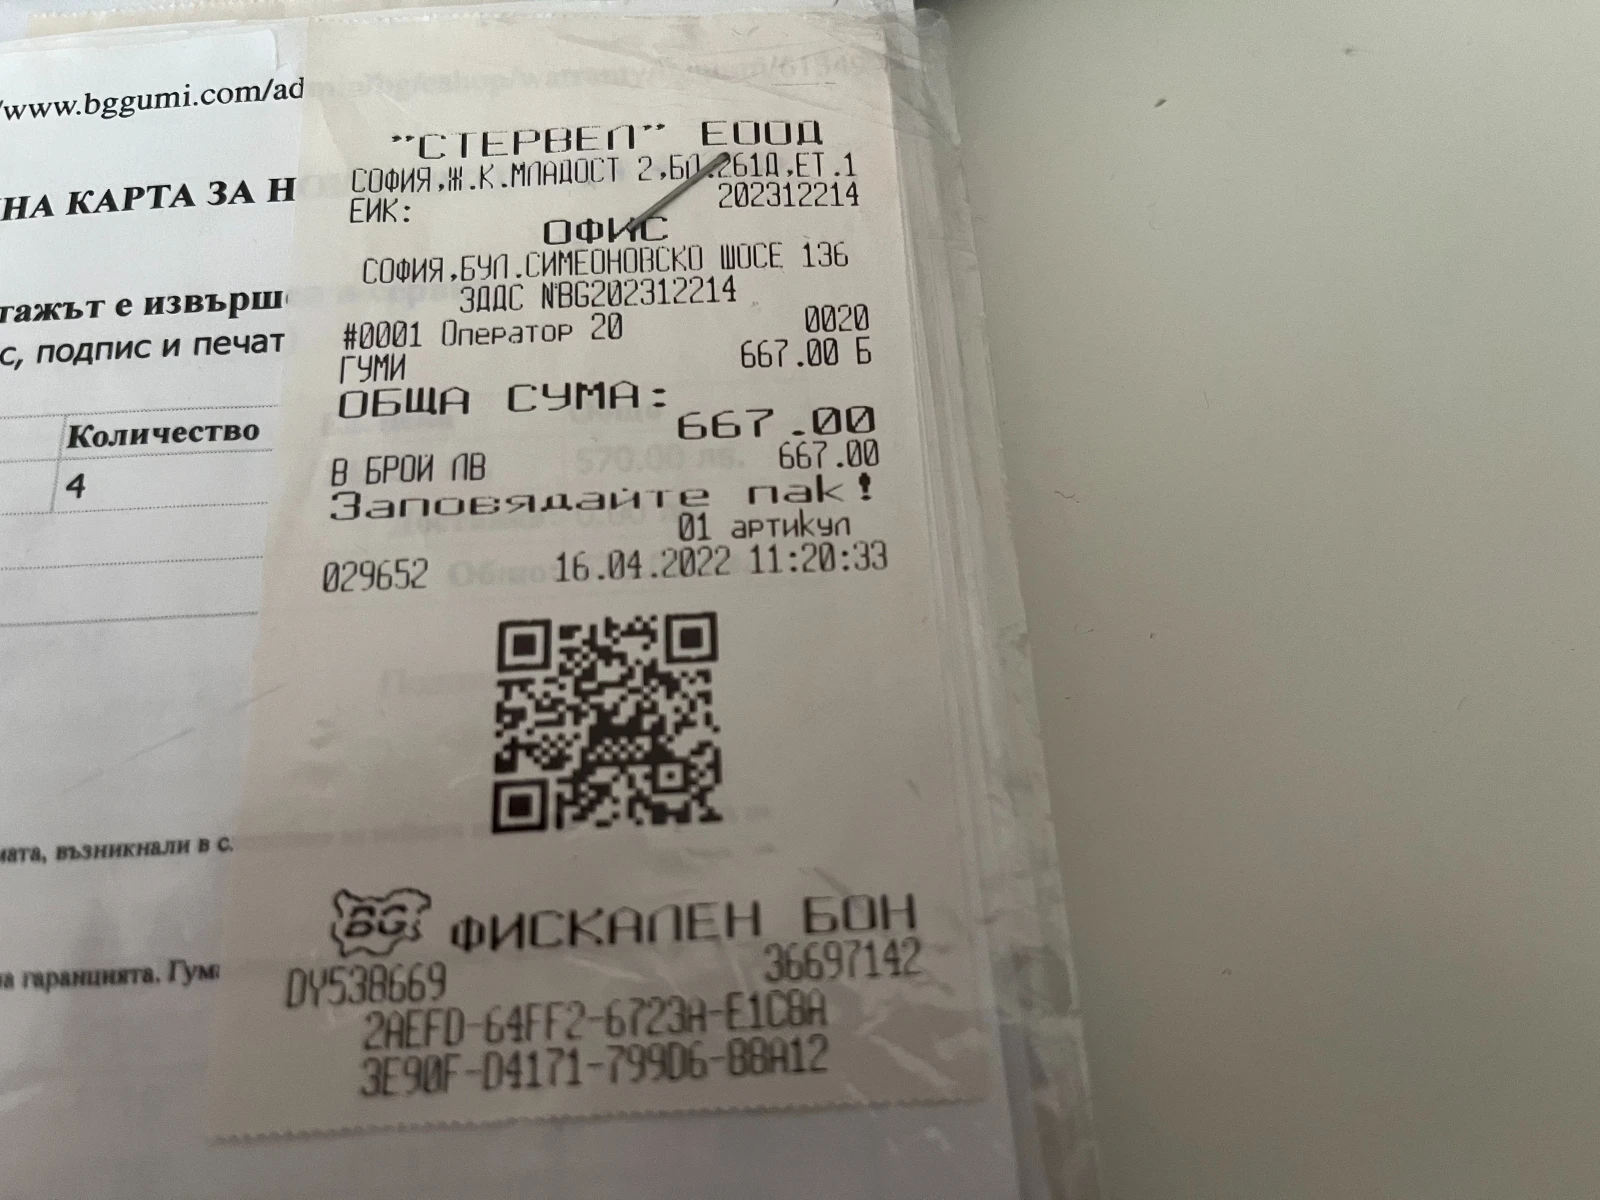 /www.bggumi.com/ad
НА КАРТА ЗА Н
тажът е извърш
с, подпис и печат
Количество
4
мата, възникнали в с.
а гаранцията. Гум
"СТЕРВЕЛ" ЕООД
СОФИЯ,Ж.К.МЛАДОСТ 2,БЛ.261Д,ЕТ.1
ЕИК: 202312214
ОФИС
СОФИЯ,БУЛ.СИМЕОНОВСКО ШОСЕ 136
ЗДДС №BG202312214
#0001 Оператор 20 0020
ГУМИ 667.00 Б
ОБЩА СУМА:
667.00
В БРОЙ ЛВ 667.00
Заповядайте пак!
01 артикул
029652 16.04.2022 11:20:33
BG ФИСКАЛЕН БОН
DY538669 36697142
2AEFD-64FF2-6723A-E1C8A
3E90F-D4171-799D6-B8A12